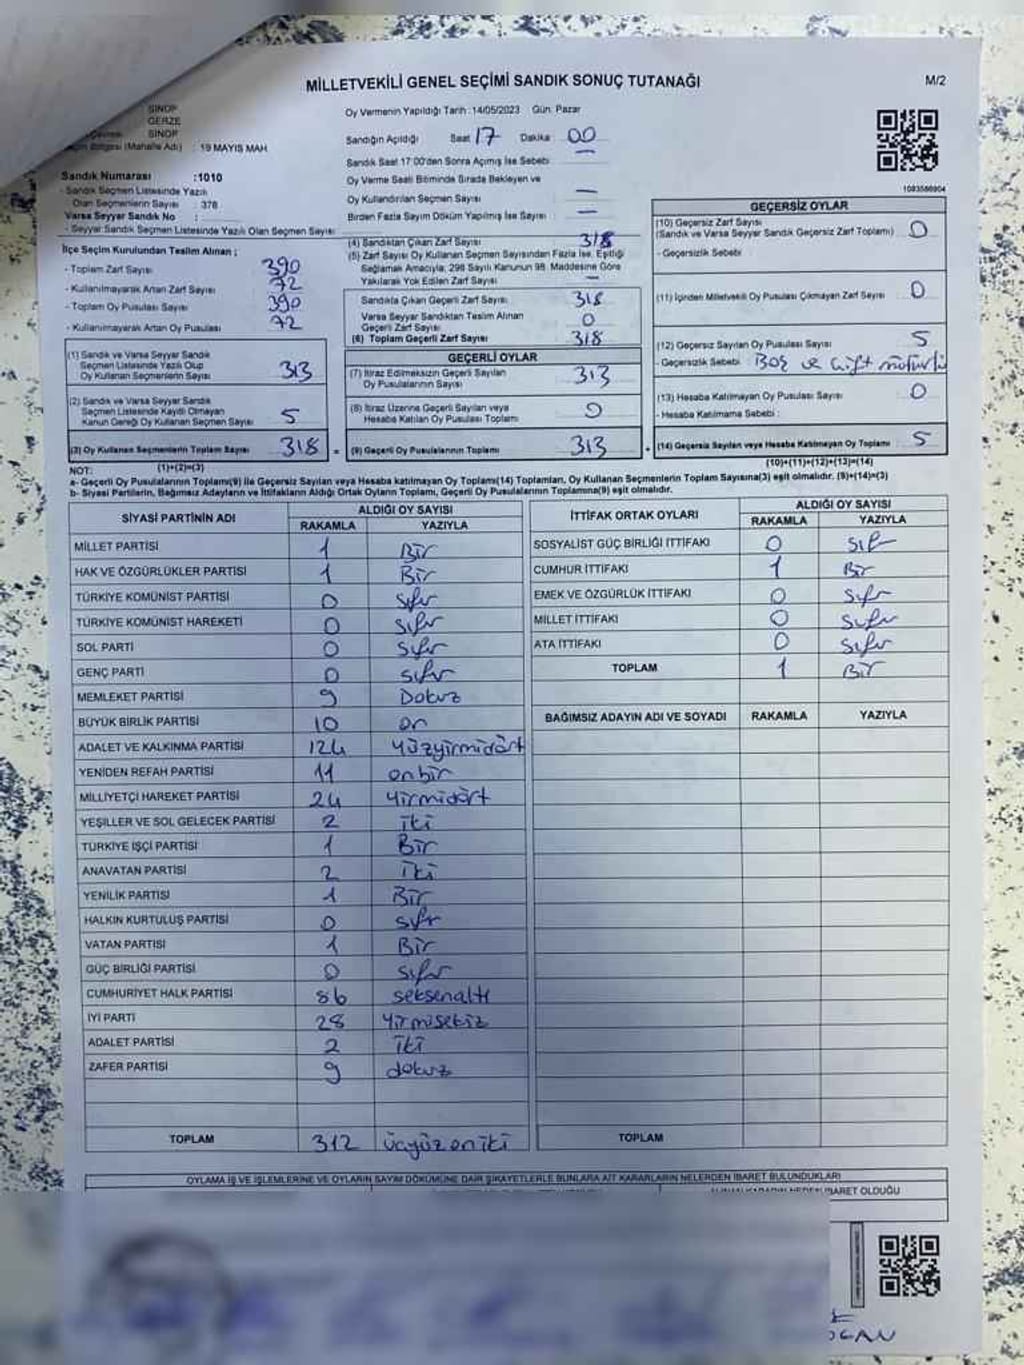 MİLLETVEKİLİ GENEL SEÇİMİ SANDIK SONUÇ TUTANAĞI
M/2
SİNOP
GERZE
SİNOP
(Mahalle Adı) : 19 MAYIS MAH
Oy Vermenin Yapıldığı Tarih : 14/05/2023 Gün: Pazar
Sandığın Açıldığı Saat 17 Dakika 00
Sandık Saat 17:00'den Sonra Açılmış İse Sebebi
Oy Verme Saati Bitiminde Sırada Bekleyen ve
Oy Kullandırılan Seçmen Sayısı : —
Birden Fazla Sayım Döküm Yapılmış İse Sayısı : —
Sandık Numarası :1010
- Sandık Seçmen Listesinde Yazılı
Olan Seçmenlerin Sayısı : 378
Varsa Seyyar Sandık No :
- Seyyar Sandık Seçmen Listesinde Yazılı Olan Seçmen Sayısı :
İlçe Seçim Kurulundan Teslim Alınan ;
- Toplam Zarf Sayısı 390
- Kullanılmayarak Artan Zarf Sayısı 72
- Toplam Oy Pusulası Sayısı 390
- Kullanılmayarak Artan Oy Pusulası 72
(1) Sandık ve Varsa Seyyar Sandık
Seçmen Listesinde Yazılı Olup
Oy Kullanan Seçmenlerin Sayısı 313
(2) Sandık ve Varsa Seyyar Sandık
Seçmen Listesinde Kayıtlı Olmayan
Kanun Gereği Oy Kullanan Seçmen Sayısı 5
(3) Oy Kullanan Seçmenlerin Toplam Sayısı 318 =
(1)+(2)=(3)
(4) Sandıktan Çıkan Zarf Sayısı 318
(5) Zarf Sayısı Oy Kullanan Seçmen Sayısından Fazla İse, Eşitliği
Sağlamak Amacıyla; 298 Sayılı Kanunun 98. Maddesine Göre
Yakılarak Yok Edilen Zarf Sayısı —
Sandıkta Çıkan Geçerli Zarf Sayısı 318
Varsa Seyyar Sandıktan Teslim Alınan
Geçerli Zarf Sayısı 0
(6) Toplam Geçerli Zarf Sayısı 318
GEÇERLİ OYLAR
(7) İtiraz Edilmeksizin Geçerli Sayılan
Oy Pusulalarının Sayısı 313
(8) İtiraz Üzerine Geçerli Sayılan veya
Hesaba Katılan Oy Pusulası Toplamı 0
(9) Geçerli Oy Pusulalarının Toplamı 313 +
1093586904
GEÇERSİZ OYLAR
(10) Geçersiz Zarf Sayısı
(Sandık ve Varsa Seyyar Sandık Geçersiz Zarf Toplamı) 0
- Geçersizlik Sebebi :
(11) İçinden Milletvekili Oy Pusulası Çıkmayan Zarf Sayısı 0
(12) Geçersiz Sayılan Oy Pusulası Sayısı 5
- Geçersizlik Sebebi : Boş ve çift mühürlü
(13) Hesaba Katılmayan Oy Pusulası Sayısı 0
- Hesaba Katılmama Sebebi :
(14) Geçersiz Sayılan veya Hesaba Katılmayan Oy Toplamı 5
(10)+(11)+(12)+(13)=(14)
NOT:
a- Geçerli Oy Pusulalarının Toplamı(9) ile Geçersiz Sayılan veya Hesaba katılmayan Oy Toplamı(14) Toplamları, Oy Kullanan Seçmenlerin Toplam Sayısına(3) eşit olmalıdır. (9)+(14)=(3)
b- Siyasi Partilerin, Bağımsız Adayların ve İttifakların Aldığı Ortak Oyların Toplamı, Geçerli Oy Pusulalarının Toplamına(9) eşit olmalıdır.
SİYASİ PARTİNİN ADI ALDIĞI OY SAYISI
RAKAMLA YAZIYLA
MİLLET PARTİSİ 1 Bir
HAK VE ÖZGÜRLÜKLER PARTİSİ 1 Bir
TÜRKİYE KOMÜNİST PARTİSİ 0 sıfır
TÜRKİYE KOMÜNİST HAREKETİ 0 sıfır
SOL PARTİ 0 sıfır
GENÇ PARTİ 0 sıfır
MEMLEKET PARTİSİ 9 Dokuz
BÜYÜK BİRLİK PARTİSİ 10 on
ADALET VE KALKINMA PARTİSİ 124 yüzyirmidört
YENİDEN REFAH PARTİSİ 11 onbir
MİLLİYETÇİ HAREKET PARTİSİ 24 yirmidört
YEŞİLLER VE SOL GELECEK PARTİSİ 2 iki
TÜRKİYE İŞÇİ PARTİSİ 1 Bir
ANAVATAN PARTİSİ 2 iki
YENİLİK PARTİSİ 1 Bir
HALKIN KURTULUŞ PARTİSİ 0 sıfır
VATAN PARTİSİ 1 Bir
GÜÇ BİRLİĞİ PARTİSİ 0 sıfır
CUMHURİYET HALK PARTİSİ 86 seksenaltı
İYİ PARTİ 28 yirmisekiz
ADALET PARTİSİ 2 iki
ZAFER PARTİSİ 9 dokuz
TOPLAM 312 üçyüzoniki
İTTİFAK ORTAK OYLARI ALDIĞI OY SAYISI
RAKAMLA YAZIYLA
SOSYALİST GÜÇ BİRLİĞİ İTTİFAKI 0 sıfır
CUMHUR İTTİFAKI 1 Bir
EMEK VE ÖZGÜRLÜK İTTİFAKI 0 sıfır
MİLLET İTTİFAKI 0 sıfır
ATA İTTİFAKI 0 sıfır
TOPLAM 1 Bir
BAĞIMSIZ ADAYIN ADI VE SOYADI RAKAMLA YAZIYLA
TOPLAM
OYLAMA İŞ VE İŞLEMLERİNE VE OYLARIN SAYIM DÖKÜMÜNE DAİR ŞİKAYETLERLE BUNLARA AİT KARARLARIN NELERDEN İBARET BULUNDUKLARI
İBARET OLDUĞU